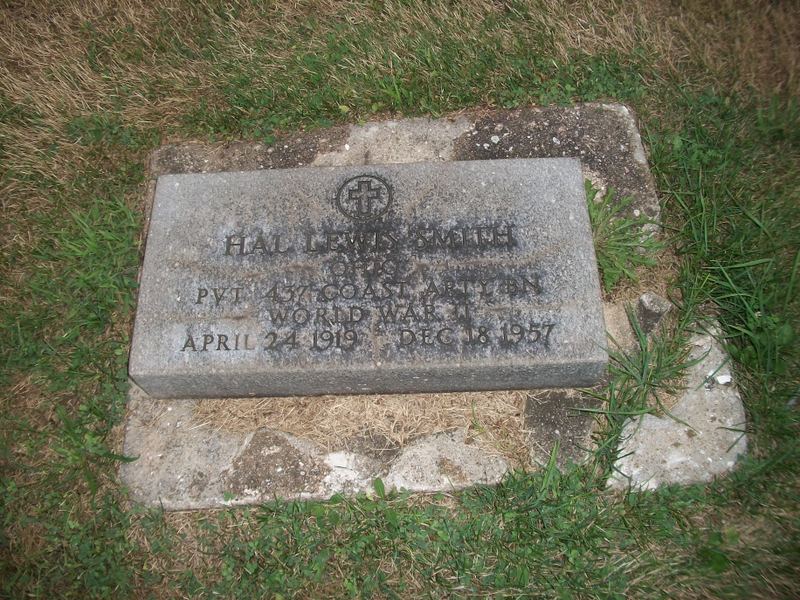 HAL LEWIS SMITH
OHIO
PVT 437 COAST ARTY BN
WORLD WAR II
APRIL 24 1919 DEC 18 1957